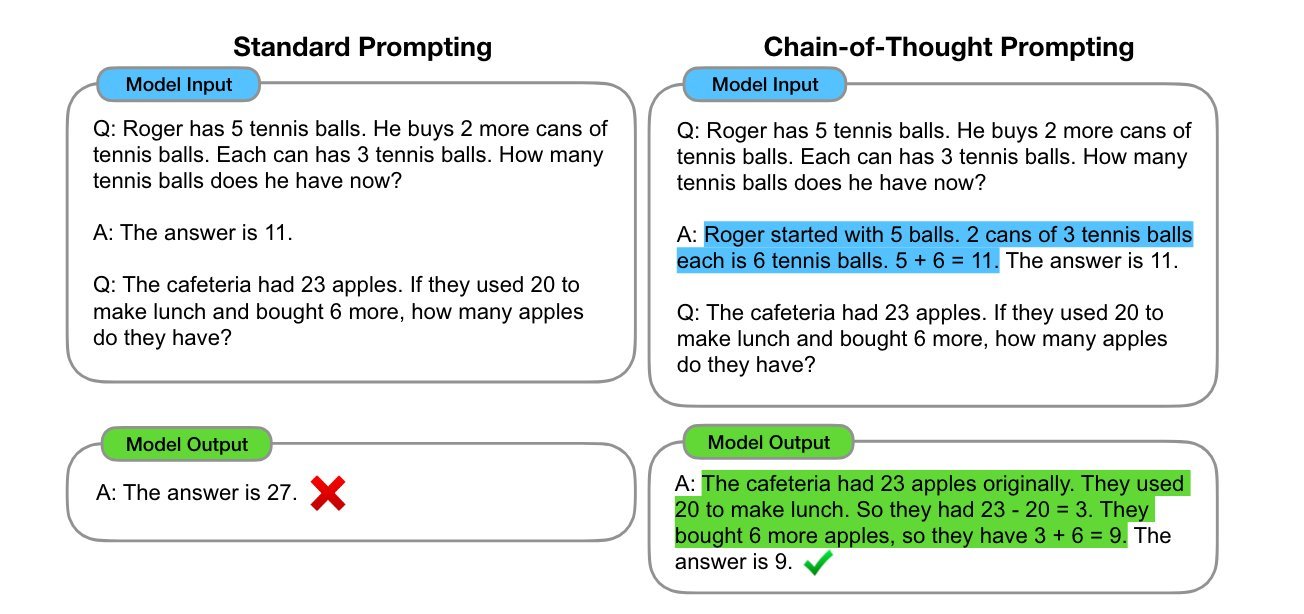 Standard Prompting
Model Input
Q: Roger has 5 tennis balls. He buys 2 more cans of
tennis balls. Each can has 3 tennis balls. How many
tennis balls does he have now?
A: The answer is 11.
Q: The cafeteria had 23 apples. If they used 20 to
make lunch and bought 6 more, how many apples
do they have?
Model Output
A: The answer is 27.
Chain-of-Thought Prompting
Model Input
Q: Roger has 5 tennis balls. He buys 2 more cans of
tennis balls. Each can has 3 tennis balls. How many
tennis balls does he have now?
A: Roger started with 5 balls. 2 cans of 3 tennis balls
each is 6 tennis balls. 5 + 6 = 11. The answer is 11.
Q: The cafeteria had 23 apples. If they used 20 to
make lunch and bought 6 more, how many apples
do they have?
Model Output
A: The cafeteria had 23 apples originally. They used
20 to make lunch. So they had 23 - 20 = 3. They
bought 6 more apples, so they have 3 + 6 = 9. The
answer is 9.